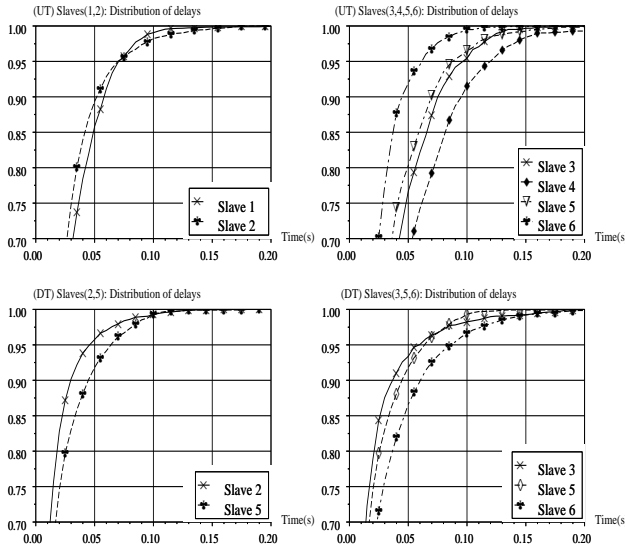 (UT) Slaves(1,2): Distribution of delays
1.00
0.95
0.90
0.85
0.80
0.75
0.70
0.00 0.05 0.10 0.15 0.20
Time(s)
Slave 1
Slave 2
(UT) Slaves(3,4,5,6): Distribution of delays
1.00
0.95
0.90
0.85
0.80
0.75
0.70
0.00 0.05 0.10 0.15 0.20
Time(s
Slave 3
Slave 4
Slave 5
Slave 6
(DT) Slaves(2,5): Distribution of delays
1.00
0.95
0.90
0.85
0.80
0.75
0.70
0.00 0.05 0.10 0.15 0.20
Time(s)
Slave 2
Slave 5
(DT) Slaves(3,5,6): Distribution of delays
1.00
0.95
0.90
0.85
0.80
0.75
0.70
0.00 0.05 0.10 0.15 0.20
Time(s
Slave 3
Slave 5
Slave 6